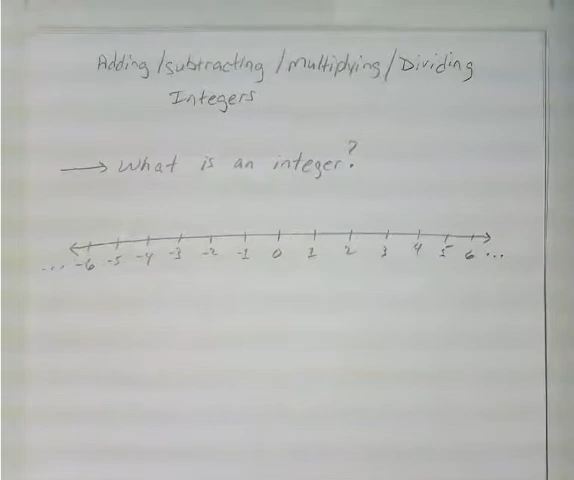 Adding/subtracting/multiplying/Dividing
Integers
→ What is an integer?
... -6 -5 -4 -3 -2 -1 0 1 2 3 4 5 6 ...